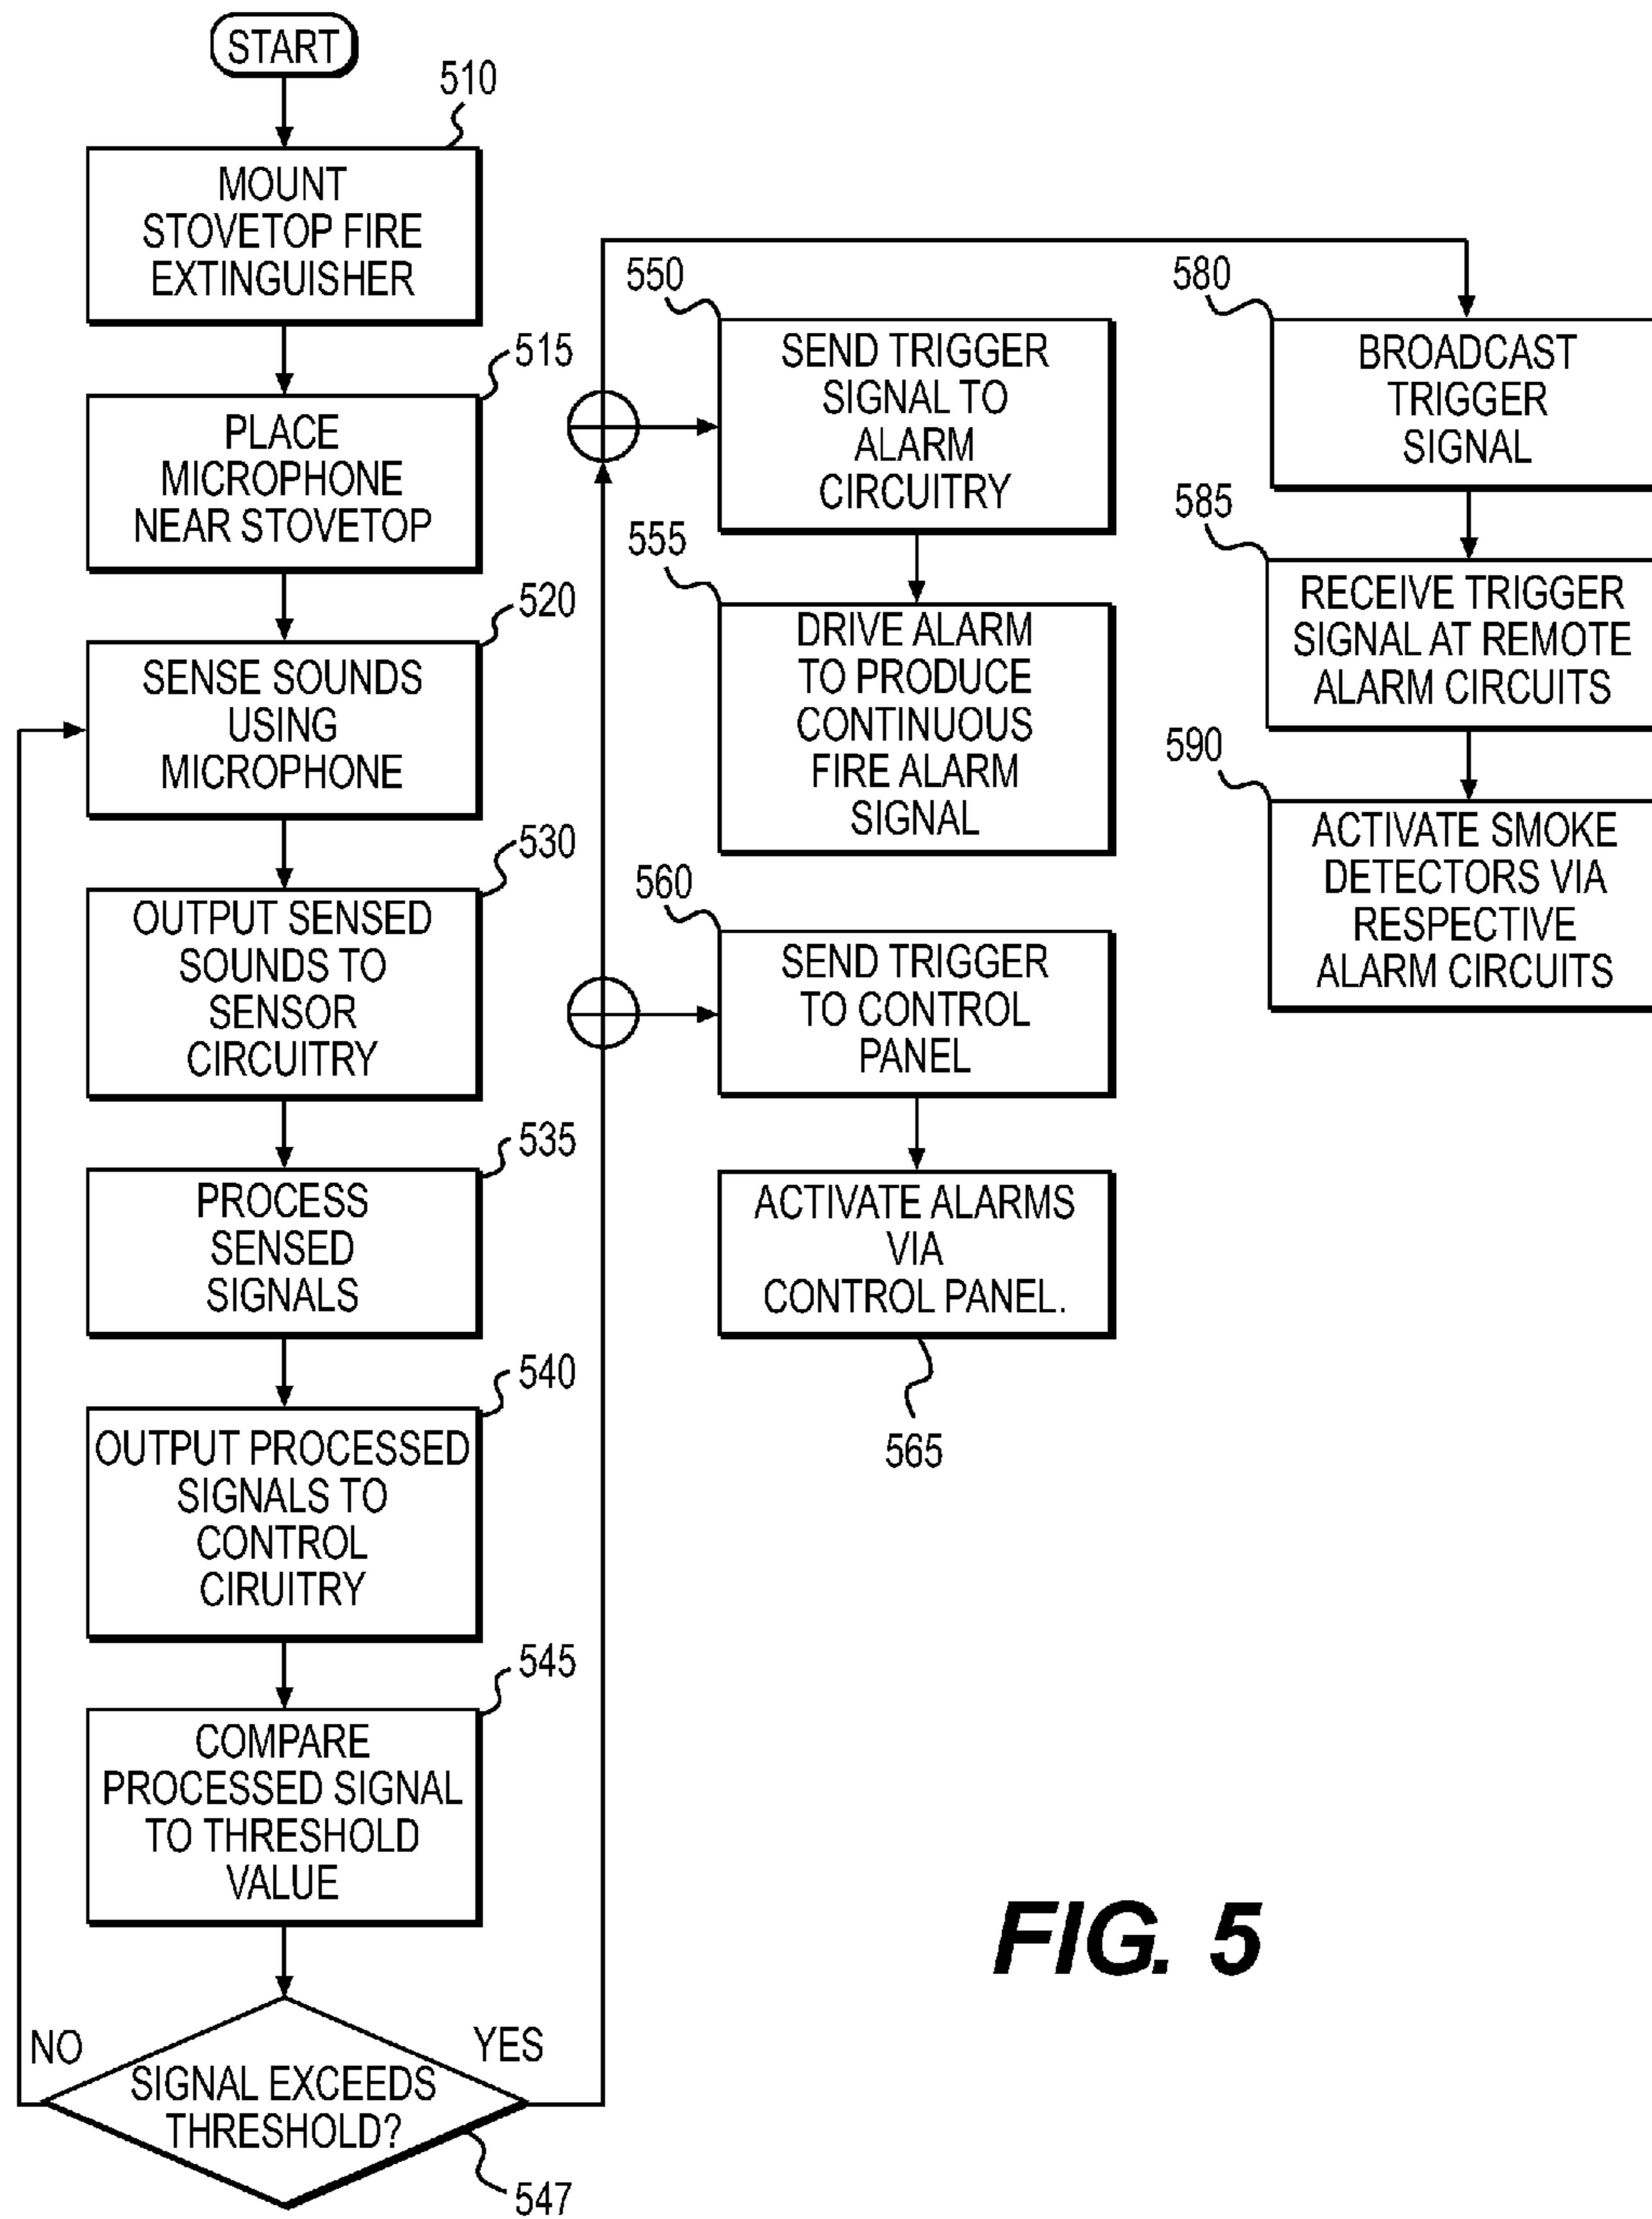 START
510
MOUNT
STOVETOP FIRE
EXTINGUISHER
515
PLACE
MICROPHONE
NEAR STOVETOP
520
SENSE SOUNDS
USING
MICROPHONE
530
OUTPUT SENSED
SOUNDS TO
SENSOR
CIRCUITRY
535
PROCESS
SENSED
SIGNALS
540
OUTPUT PROCESSED
SIGNALS TO
CONTROL
CIRUITRY
545
COMPARE
PROCESSED SIGNAL
TO THRESHOLD
VALUE
NO
YES
SIGNAL EXCEEDS
THRESHOLD?
547
550
SEND TRIGGER
SIGNAL TO
ALARM
CIRCUITRY
555
DRIVE ALARM
TO PRODUCE
CONTINUOUS
FIRE ALARM
SIGNAL
560
SEND TRIGGER
TO CONTROL
PANEL
ACTIVATE ALARMS
VIA
CONTROL PANEL.
565
580
BROADCAST
TRIGGER
SIGNAL
585
RECEIVE TRIGGER
SIGNAL AT REMOTE
ALARM CIRCUITS
590
ACTIVATE SMOKE
DETECTORS VIA
RESPECTIVE
ALARM CIRCUITS
FIG. 5